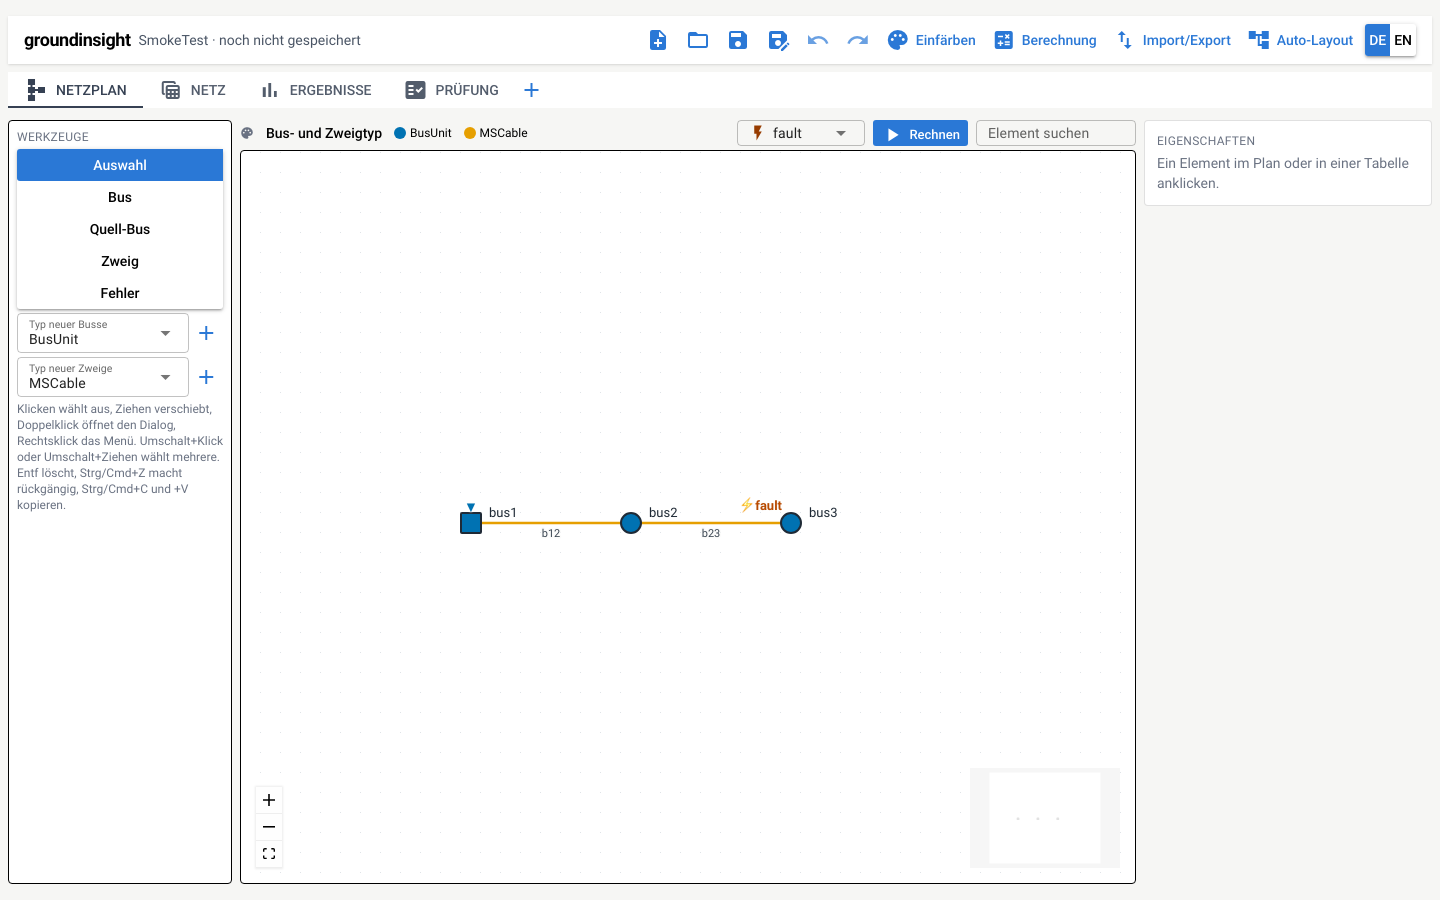 groundinsight SmokeTest · noch nicht gespeichert
Einfärben Berechnung Import/Export Auto-Layout DE EN
NETZPLAN NETZ ERGEBNISSE PRÜFUNG
WERKZEUGE
Auswahl
Bus
Quell-Bus
Zweig
Fehler
Typ neuer Busse
BusUnit
Typ neuer Zweige
MSCable
Klicken wählt aus, Ziehen verschiebt,
Doppelklick öffnet den Dialog,
Rechtsklick das Menü. Umschalt+Klick
oder Umschalt+Ziehen wählt mehrere.
Entf löscht, Strg/Cmd+Z macht
rückgängig, Strg/Cmd+C und +V
kopieren.
Bus- und Zweigtyp BusUnit MSCable
fault Rechnen Element suchen
bus1 bus2 fault bus3
b12 b23
EIGENSCHAFTEN
Ein Element im Plan oder in einer Tabelle
anklicken.